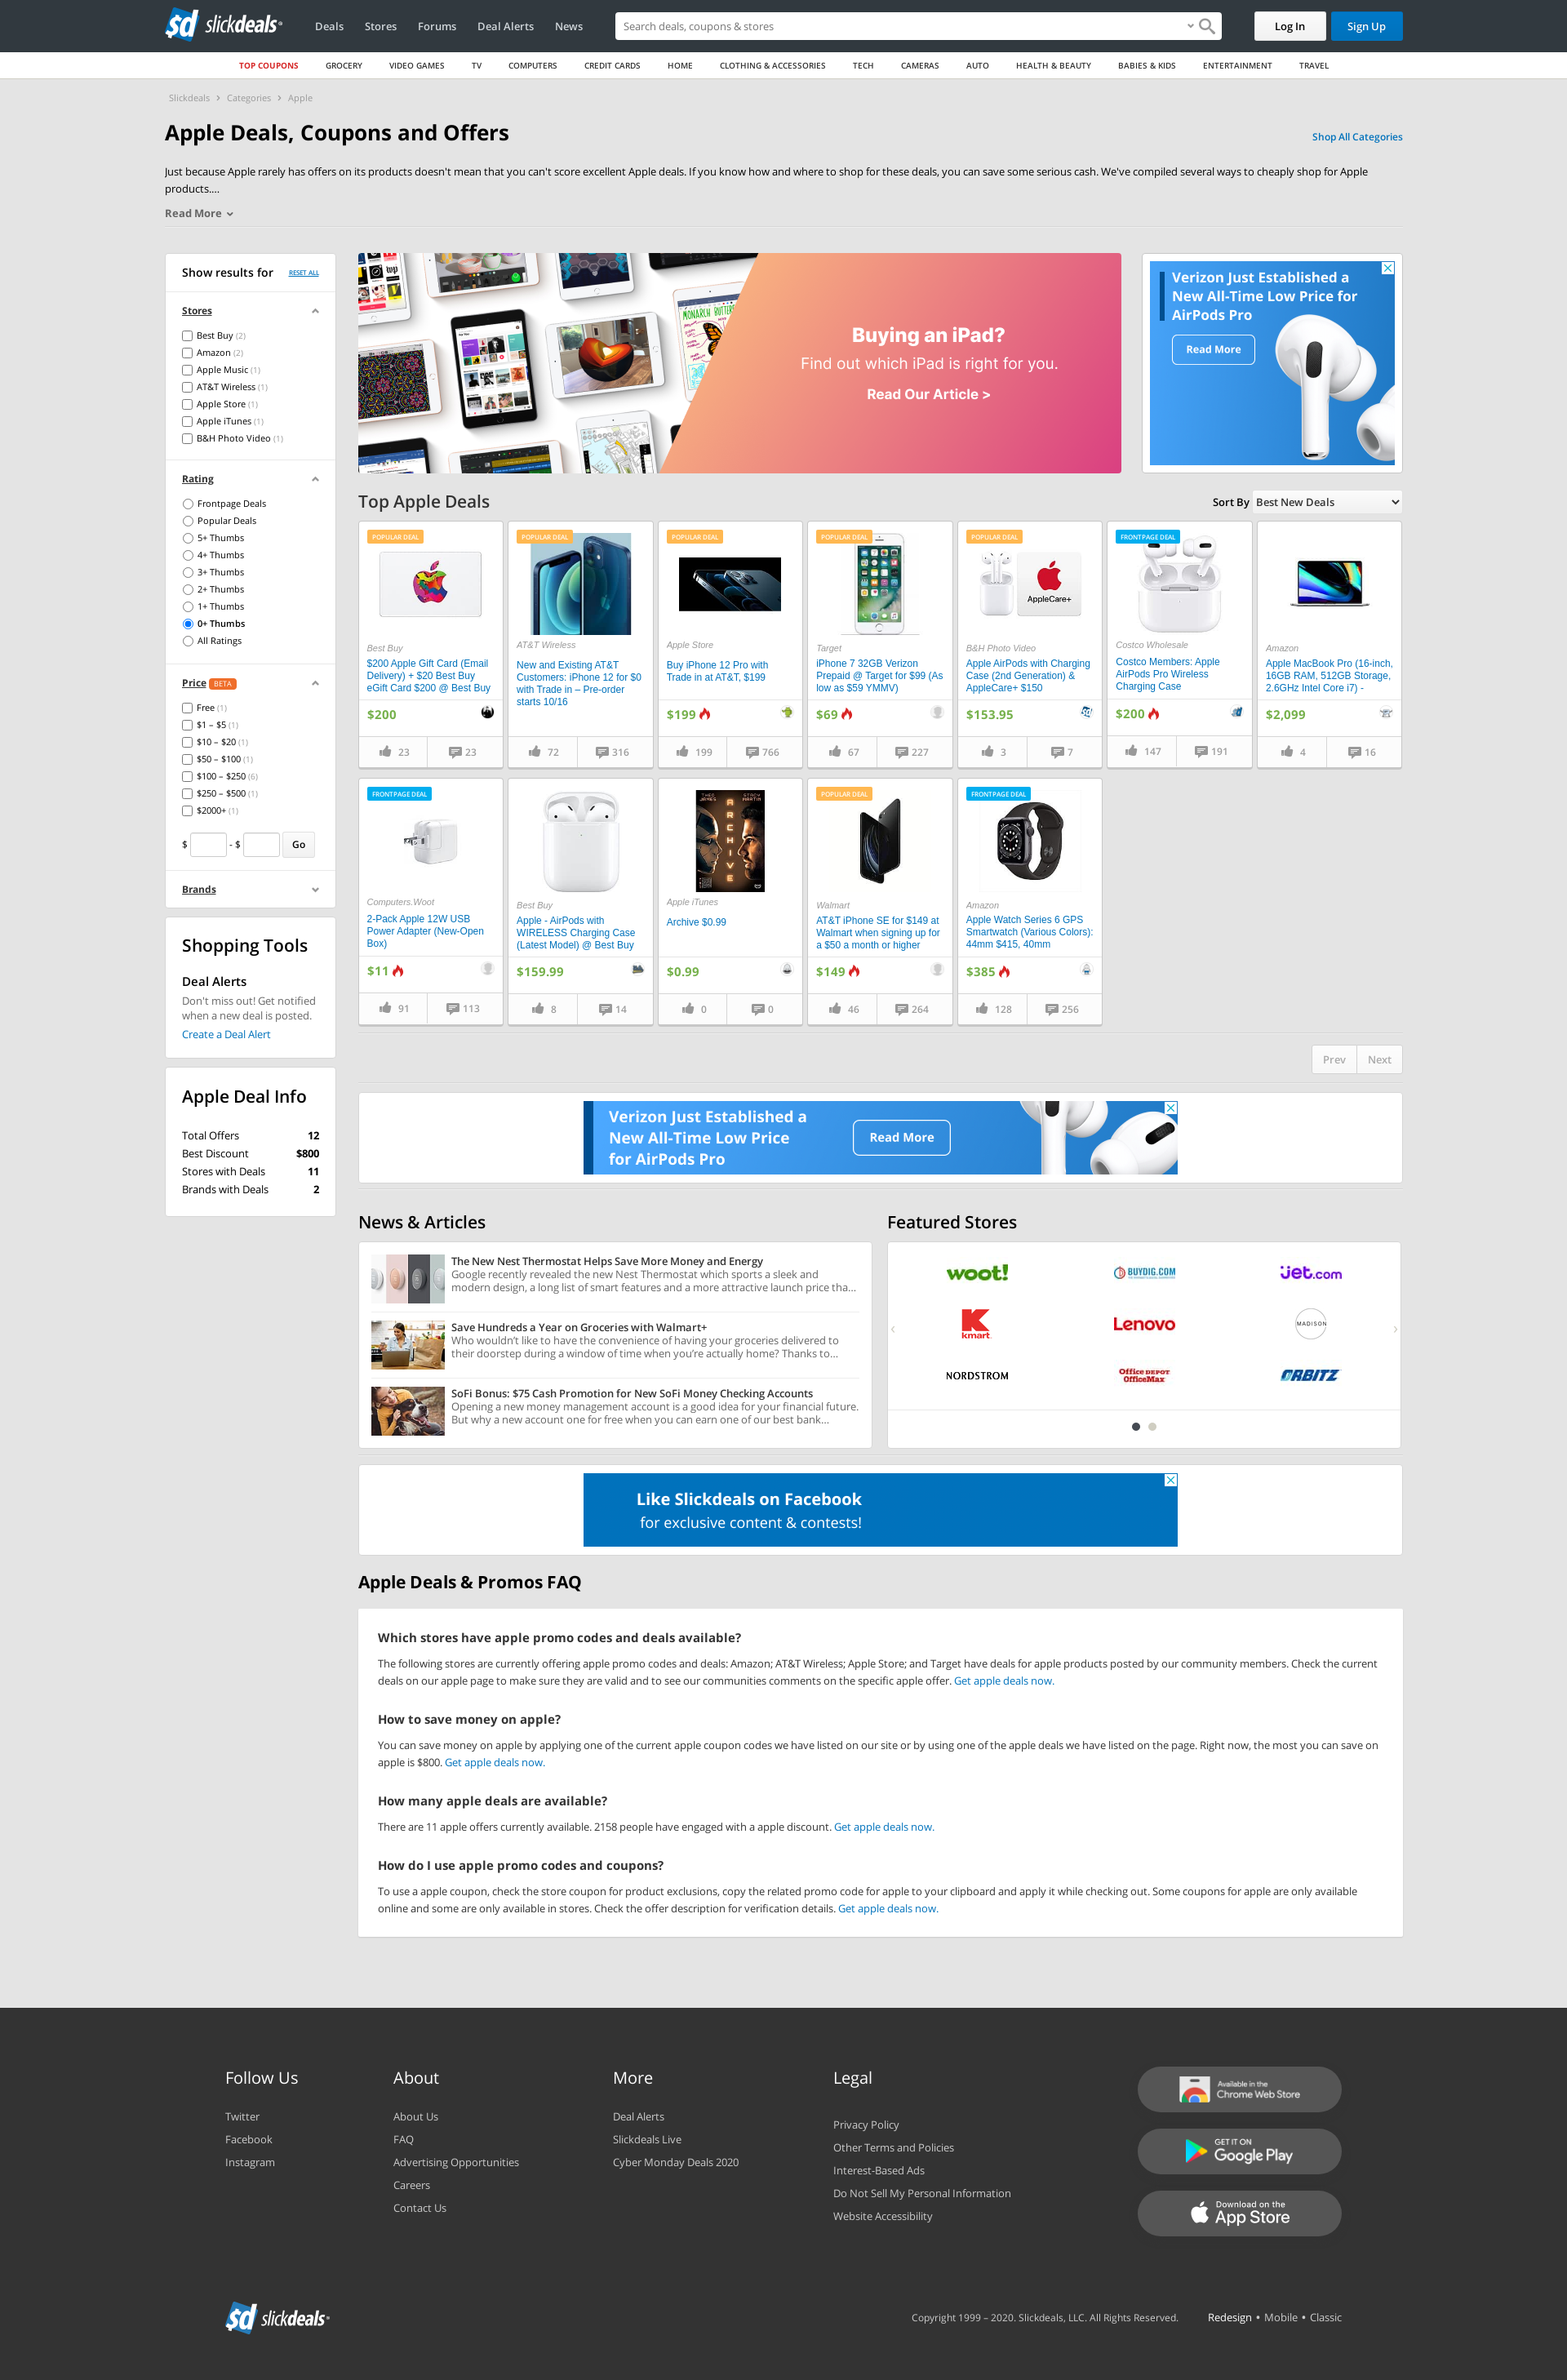 sd slickdeals
Deals Stores Forums Deal Alerts News
Search deals, coupons & stores
Log In
Sign Up
TOP COUPONS GROCERY VIDEO GAMES TV COMPUTERS CREDIT CARDS HOME CLOTHING & ACCESSORIES TECH CAMERAS AUTO HEALTH & BEAUTY BABIES & KIDS ENTERTAINMENT TRAVEL
Slickdeals › Categories › Apple
Apple Deals, Coupons and Offers
Shop All Categories
Just because Apple rarely has offers on its products doesn't mean that you can't score excellent Apple deals. If you know how and where to shop for these deals, you can save some serious cash. We've compiled several ways to cheaply shop for Apple
products....
Read More
Show results for RESET ALL
Stores
Best Buy (2)
Amazon (2)
Apple Music (1)
AT&T Wireless (1)
Apple Store (1)
Apple iTunes (1)
B&H Photo Video (1)
Rating
Frontpage Deals
Popular Deals
5+ Thumbs
4+ Thumbs
3+ Thumbs
2+ Thumbs
1+ Thumbs
0+ Thumbs
All Ratings
Price BETA
Free (1)
$1 – $5 (1)
$10 – $20 (1)
$50 – $100 (1)
$100 – $250 (6)
$250 – $500 (1)
$2000+ (1)
$ - $ Go
Brands
Shopping Tools
Deal Alerts
Don't miss out! Get notified
when a new deal is posted.
Create a Deal Alert
Apple Deal Info
Total Offers 12
Best Discount $800
Stores with Deals 11
Brands with Deals 2
Buying an iPad?
Find out which iPad is right for you.
Read Our Article >
Verizon Just Established a
New All-Time Low Price for
AirPods Pro
Read More
Top Apple Deals
Sort By Best New Deals
POPULAR DEAL
Best Buy
$200 Apple Gift Card (Email
Delivery) + $20 Best Buy
eGift Card $200 @ Best Buy
$200
23 23
POPULAR DEAL
AT&T Wireless
New and Existing AT&T
Customers: iPhone 12 for $0
with Trade in – Pre-order
starts 10/16
72 316
POPULAR DEAL
Apple Store
Buy iPhone 12 Pro with
Trade in at AT&T, $199
$199
199 766
POPULAR DEAL
Target
iPhone 7 32GB Verizon
Prepaid @ Target for $99 (As
low as $59 YMMV)
$69
67 227
POPULAR DEAL
AppleCare+
B&H Photo Video
Apple AirPods with Charging
Case (2nd Generation) &
AppleCare+ $150
$153.95
3 7
FRONTPAGE DEAL
Costco Wholesale
Costco Members: Apple
AirPods Pro Wireless
Charging Case
$200
147 191
Amazon
Apple MacBook Pro (16-inch,
16GB RAM, 512GB Storage,
2.6GHz Intel Core i7) -
$2,099
4 16
FRONTPAGE DEAL
Computers.Woot
2-Pack Apple 12W USB
Power Adapter (New-Open
Box)
$11
91 113
Best Buy
Apple - AirPods with
WIRELESS Charging Case
(Latest Model) @ Best Buy
$159.99
8 14
THEO JAMES STACY MARTIN
ARCHIVE
Apple iTunes
Archive $0.99
$0.99
0 0
POPULAR DEAL
Walmart
AT&T iPhone SE for $149 at
Walmart when signing up for
a $50 a month or higher
$149
46 264
FRONTPAGE DEAL
Amazon
Apple Watch Series 6 GPS
Smartwatch (Various Colors):
44mm $415, 40mm
$385
128 256
Prev Next
Verizon Just Established a
New All-Time Low Price
for AirPods Pro
Read More
News & Articles
The New Nest Thermostat Helps Save More Money and Energy
Google recently revealed the new Nest Thermostat which sports a sleek and
modern design, a long list of smart features and a more attractive launch price tha...
Save Hundreds a Year on Groceries with Walmart+
Who wouldn’t like to have the convenience of having your groceries delivered to
their doorstep during a window of time when you’re actually home? Thanks to...
SoFi Bonus: $75 Cash Promotion for New SoFi Money Checking Accounts
Opening a new money management account is a good idea for your financial future.
But why a new account one for free when you can earn one of our best bank...
Featured Stores
woot! BUYDIG.COM jet.com
kmart Lenovo MADISON
NORDSTROM Office DEPOT OfficeMax ORBITZ
Like Slickdeals on Facebook
for exclusive content & contests!
Apple Deals & Promos FAQ
Which stores have apple promo codes and deals available?
The following stores are currently offering apple promo codes and deals: Amazon; AT&T Wireless; Apple Store; and Target have deals for apple products posted by our community members. Check the current
deals on our apple page to make sure they are valid and to see our communities comments on the specific apple offer. Get apple deals now.
How to save money on apple?
You can save money on apple by applying one of the current apple coupon codes we have listed on our site or by using one of the apple deals we have listed on the page. Right now, the most you can save on
apple is $800. Get apple deals now.
How many apple deals are available?
There are 11 apple offers currently available. 2158 people have engaged with a apple discount. Get apple deals now.
How do I use apple promo codes and coupons?
To use a apple coupon, check the store coupon for product exclusions, copy the related promo code for apple to your clipboard and apply it while checking out. Some coupons for apple are only available
online and some are only available in stores. Check the offer description for verification details. Get apple deals now.
Follow Us
Twitter
Facebook
Instagram
About
About Us
FAQ
Advertising Opportunities
Careers
Contact Us
More
Deal Alerts
Slickdeals Live
Cyber Monday Deals 2020
Legal
Privacy Policy
Other Terms and Policies
Interest-Based Ads
Do Not Sell My Personal Information
Website Accessibility
Available in the
Chrome Web Store
GET IT ON
Google Play
Download on the
App Store
sd slickdeals
Copyright 1999 – 2020. Slickdeals, LLC. All Rights Reserved.
Redesign • Mobile • Classic